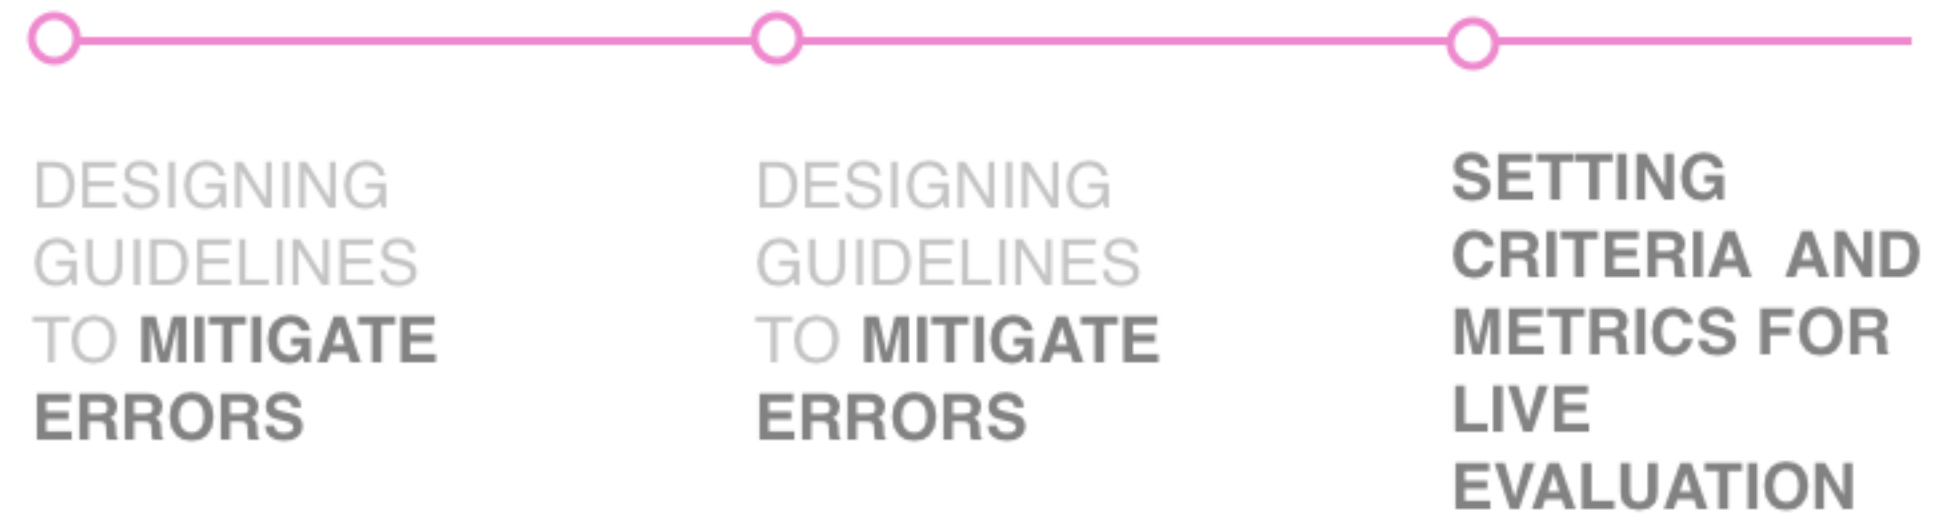 DESIGNING
GUIDELINES
TO MITIGATE
ERRORS
DESIGNING
GUIDELINES
TO MITIGATE
ERRORS
SETTING
CRITERIA  AND
METRICS FOR
LIVE
EVALUATION